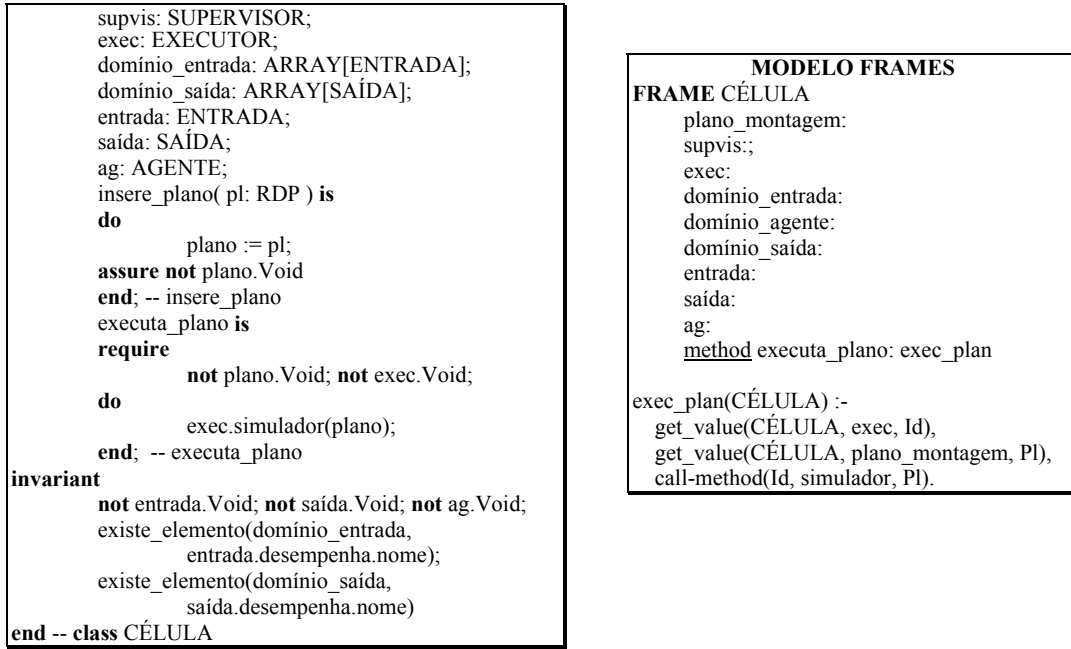 supvis: SUPERVISOR;
exec: EXECUTOR;
domínio_entrada: ARRAY[ENTRADA];
domínio_saída: ARRAY[SAÍDA];
entrada: ENTRADA;
saída: SAÍDA;
ag: AGENTE;
insere_plano( pl: RDP ) is
do
plano := pl;
assure not plano.Void
end; -- insere_plano
executa_plano is
require
not plano.Void; not exec.Void;
do
exec.simulador(plano);
end; -- executa_plano
invariant
not entrada.Void; not saída.Void; not ag.Void;
existe_elemento(domínio_entrada,
entrada.desempenha.nome);
existe_elemento(domínio_saída,
saída.desempenha.nome)
end -- class CÉLULA
MODELO FRAMES
FRAME CÉLULA
plano_montagem:
supvis:;
exec:
domínio_entrada:
domínio_agente:
domínio_saída:
entrada:
saída:
ag:
method executa_plano: exec_plan
exec_plan(CÉLULA) :-
get_value(CÉLULA, exec, Id),
get_value(CÉLULA, plano_montagem, Pl),
call-method(Id, simulador, Pl).